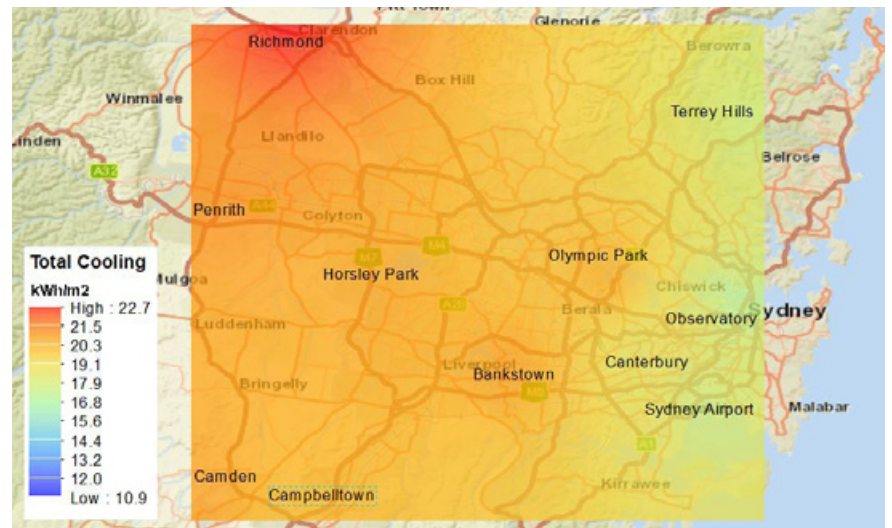 Glenorie
Clarendon
Richmond
Berowra
Box Hill
Winmalee
Terrey Hills
Llandilo
Linden
Belrose
A32
Penrith
A44
Colyton
M4
Olympic Park
M7
Horsley Park
Total Cooling
Mulgoa
Chiswick
kWh/m2
High : 22.7
21.5
20.3
19.1
17.9
16.8
15.6
14.4
13.2
12.0
Low : 10.9
A28
Berala
Sydney
Observatory
Luddenham
Liverpool
Canterbury
Bankstown
Bringelly
M5
Sydney Airport
Malabar
A1
Camden
Kirrawee
Campbelltown